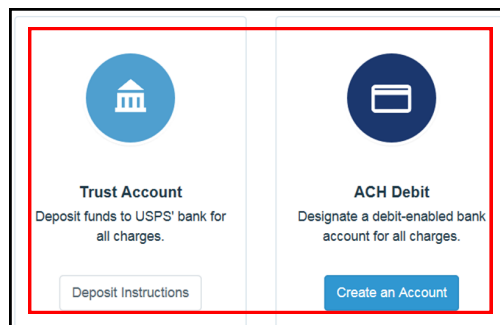 Trust Account
Deposit funds to USPS' bank for
all charges.
Deposit Instructions
ACH Debit
Designate a debit-enabled bank
account for all charges.
Create an Account